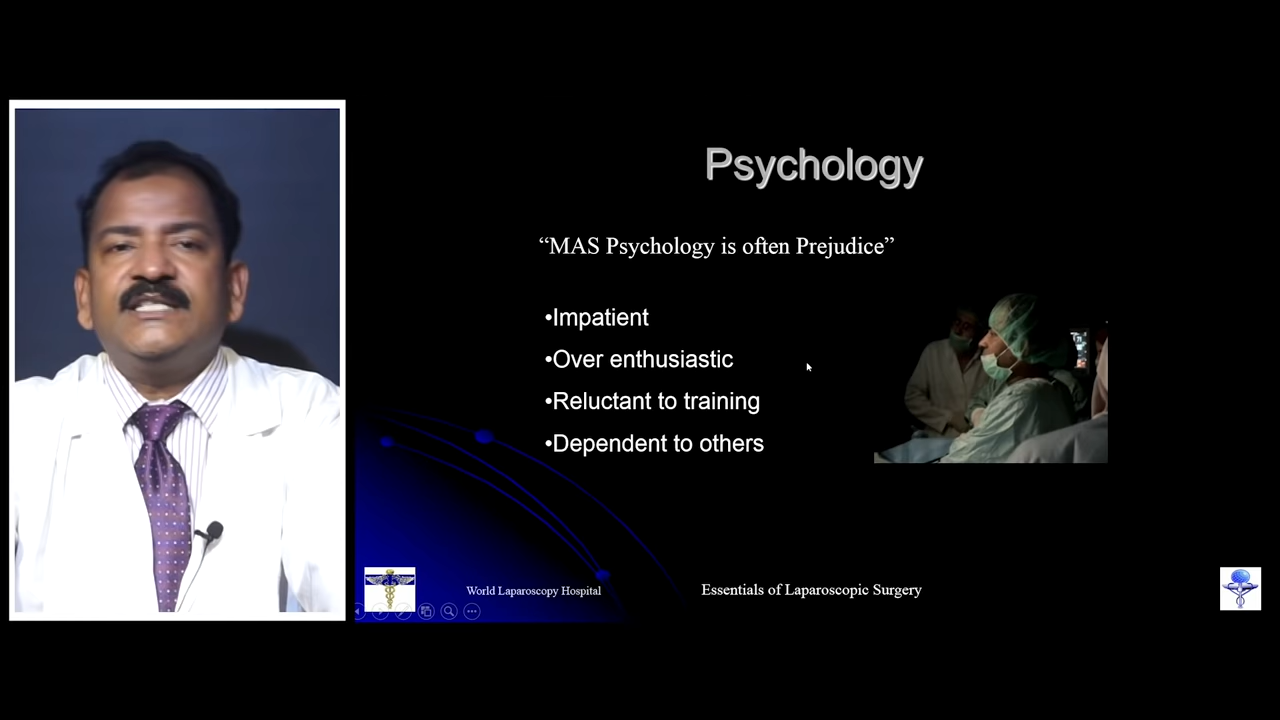 Psychology
“MAS Psychology is often Prejudice”
•Impatient
•Over enthusiastic
•Reluctant to training
•Dependent to others
World Laparoscopy Hospital
Essentials of Laparoscopic Surgery